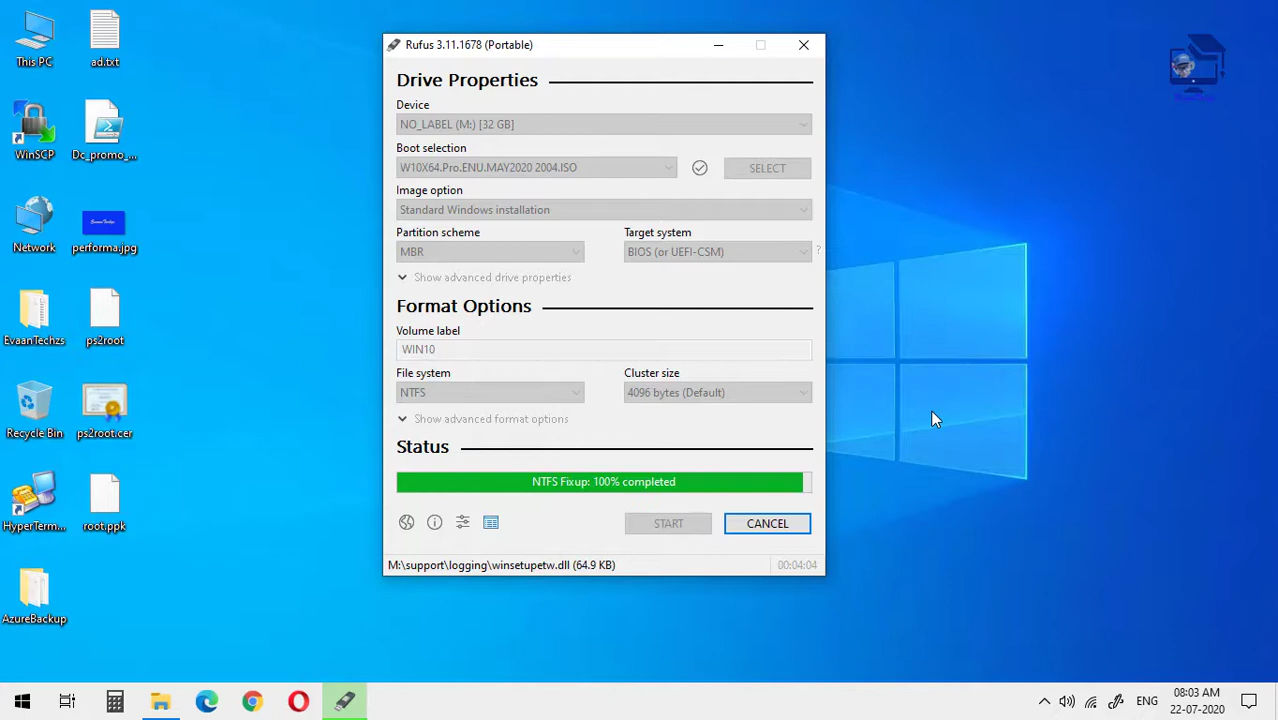 This PC
ad.txt
WinSCP
Dc_promo_...
Network
performa.jpg
EvaanTechzs
ps2root
Recycle Bin
ps2root.cer
HyperTerm...
root.ppk
AzureBackup
Rufus 3.11.1678 (Portable)
Drive Properties
Device
NO_LABEL (M:) [32 GB]
Boot selection
W10X64.Pro.ENU.MAY2020 2004.ISO
SELECT
Image option
Standard Windows installation
Partition scheme
Target system
MBR
BIOS (or UEFI-CSM)
?
Show advanced drive properties
Format Options
Volume label
WIN10
File system
Cluster size
NTFS
4096 bytes (Default)
Show advanced format options
Status
NTFS Fixup: 100% completed
START
CANCEL
M:\support\logging\winsetupetw.dll (64.9 KB)
00:04:04
ENG
08:03 AM
22-07-2020